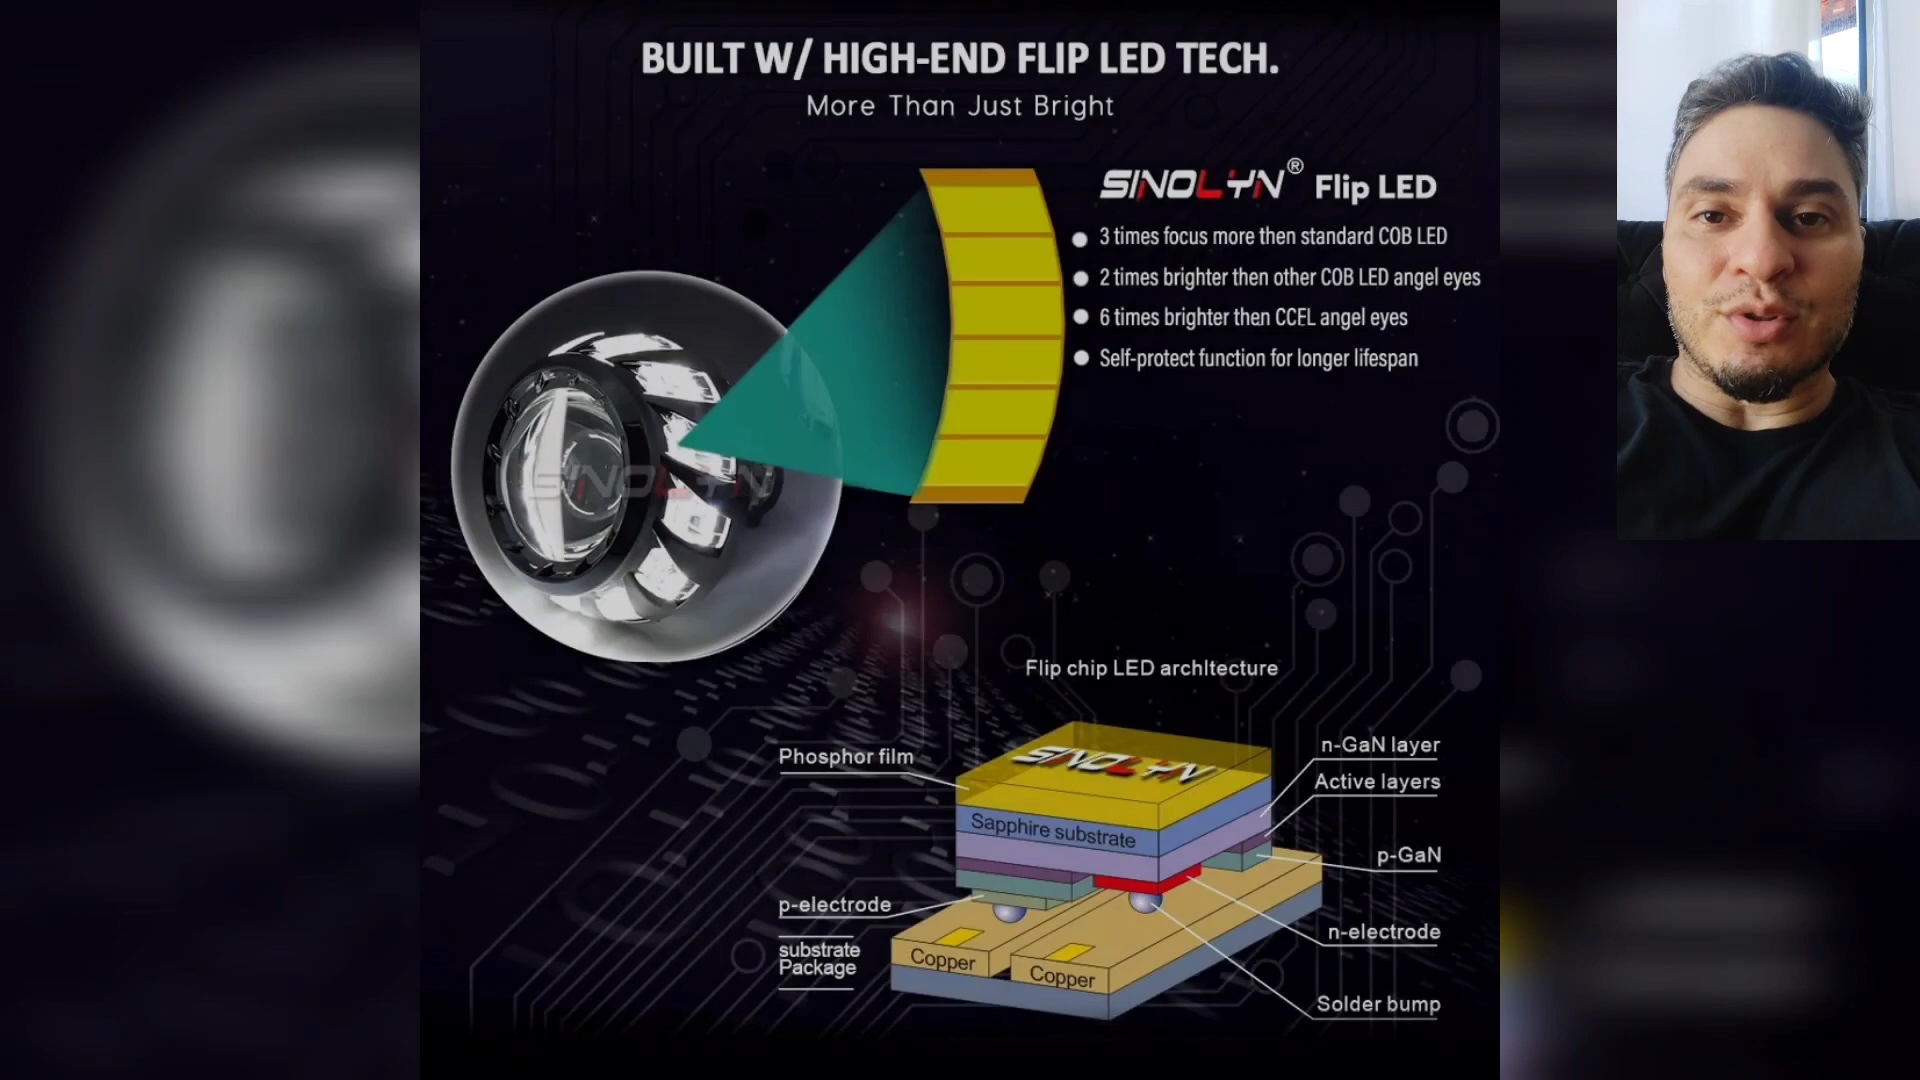 BUILT W/ HIGH-END FLIP LED TECH.
More Than Just Bright
SINOLYN® Flip LED
3 times focus more then standard COB LED
2 times brighter then other COB LED angel eyes
6 times brighter then CCEL angel eyes
Self-protect function for longer lifespan
SINOLYN
Flip chip LED archItecture
Phosphor film
SINOLYN
n-GaN layer
Active layers
Sapphire substrate
p-GaN
p-electrode
n-electrode
substrate
Package
Copper
Copper
Solder bump